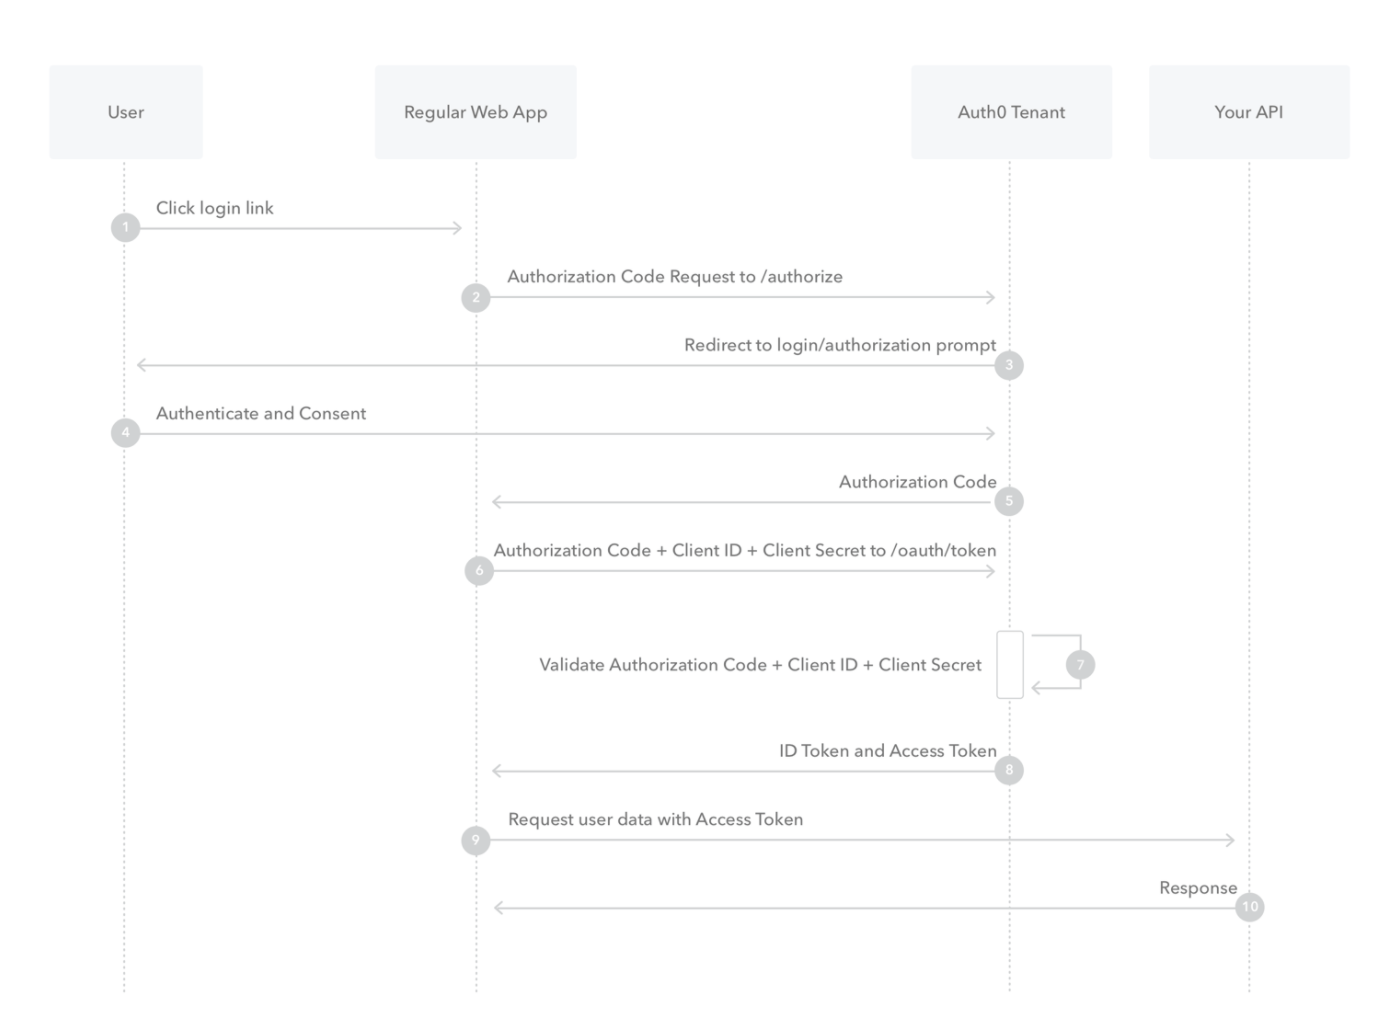 User
Regular Web App
Auth0 Tenant
Your API
Click login link
1
Authorization Code Request to /authorize
2
Redirect to login/authorization prompt
3
Authenticate and Consent
4
Authorization Code
5
Authorization Code + Client ID + Client Secret to /oauth/token
6
Validate Authorization Code + Client ID + Client Secret
7
ID Token and Access Token
8
Request user data with Access Token
9
Response
10